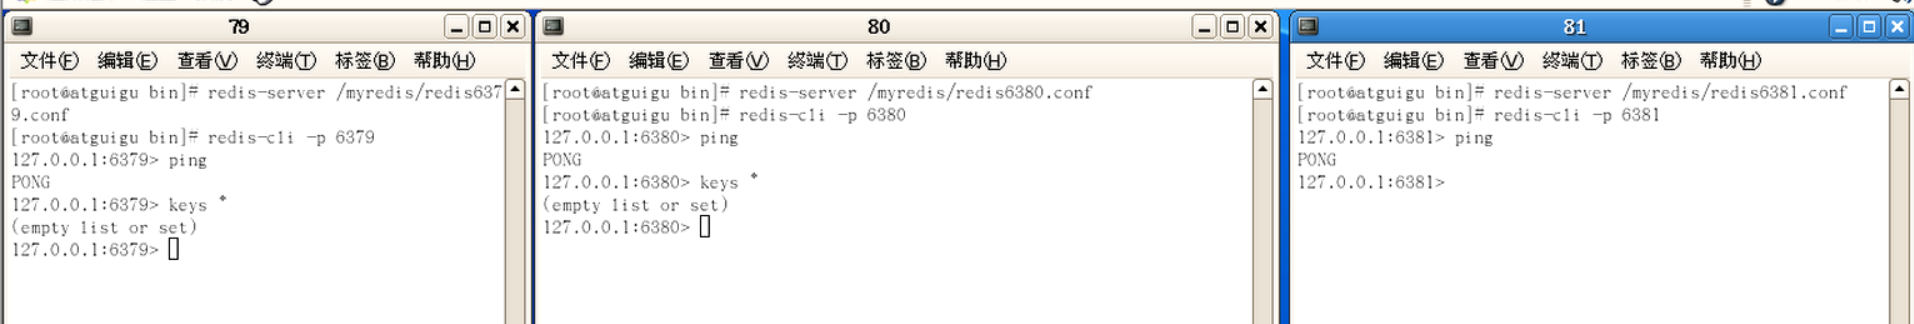 79
文件(F) 编辑(E) 查看(V) 终端(T) 标签(B) 帮助(H)
[root@atguigu bin]# redis-server /myredis/redis637
9.conf
[root@atguigu bin]# redis-cli -p 6379
127.0.0.1:6379> ping
PONG
127.0.0.1:6379> keys *
(empty list or set)
127.0.0.1:6379>
80
文件(F) 编辑(E) 查看(V) 终端(T) 标签(B) 帮助(H)
[root@atguigu bin]# redis-server /myredis/redis6380.conf
[root@atguigu bin]# redis-cli -p 6380
127.0.0.1:6380> ping
PONG
127.0.0.1:6380> keys *
(empty list or set)
127.0.0.1:6380>
81
文件(F) 编辑(E) 查看(V) 终端(T) 标签(B) 帮助(H)
[root@atguigu bin]# redis-server /myredis/redis6381.conf
[root@atguigu bin]# redis-cli -p 6381
127.0.0.1:6381> ping
PONG
127.0.0.1:6381>